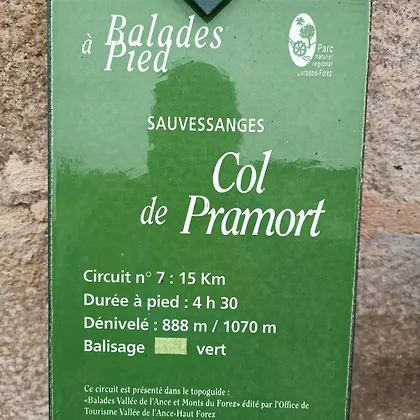 Balades
à Pied
Parc
naturel
régional
Livradois-Forez
SAUVESSANGES
Col
de Pramort
Circuit n° 7 : 15 Km
Durée à pied : 4 h 30
Dénivelé : 888 m / 1070 m
Balisage vert
Ce circuit est présenté dans le topoguide :
«Balades Vallée de l'Ance et Monts du Forez» édité par l'Office de
Tourisme Vallée de l'Ance-Haut Forez